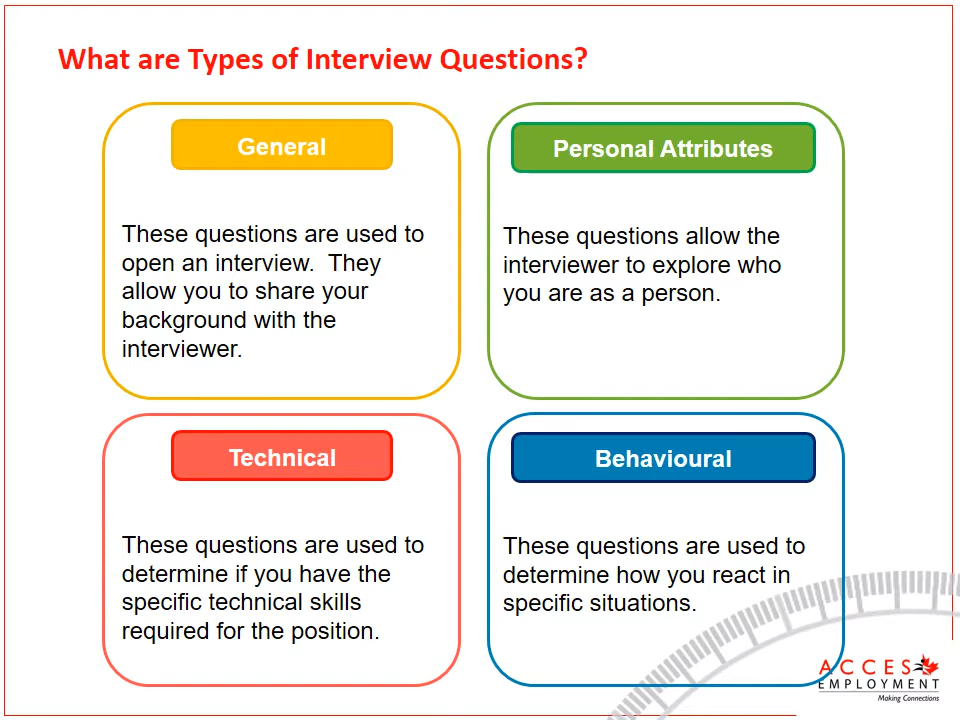 What are Types of Interview Questions?
General
These questions are used to
open an interview.  They
allow you to share your
background with the
interviewer.
Personal Attributes
These questions allow the
interviewer to explore who
you are as a person.
Technical
These questions are used to
determine if you have the
specific technical skills
required for the position.
Behavioural
These questions are used to
determine how you react in
specific situations.
ACCES
EMPLOYMENT
Making Connections